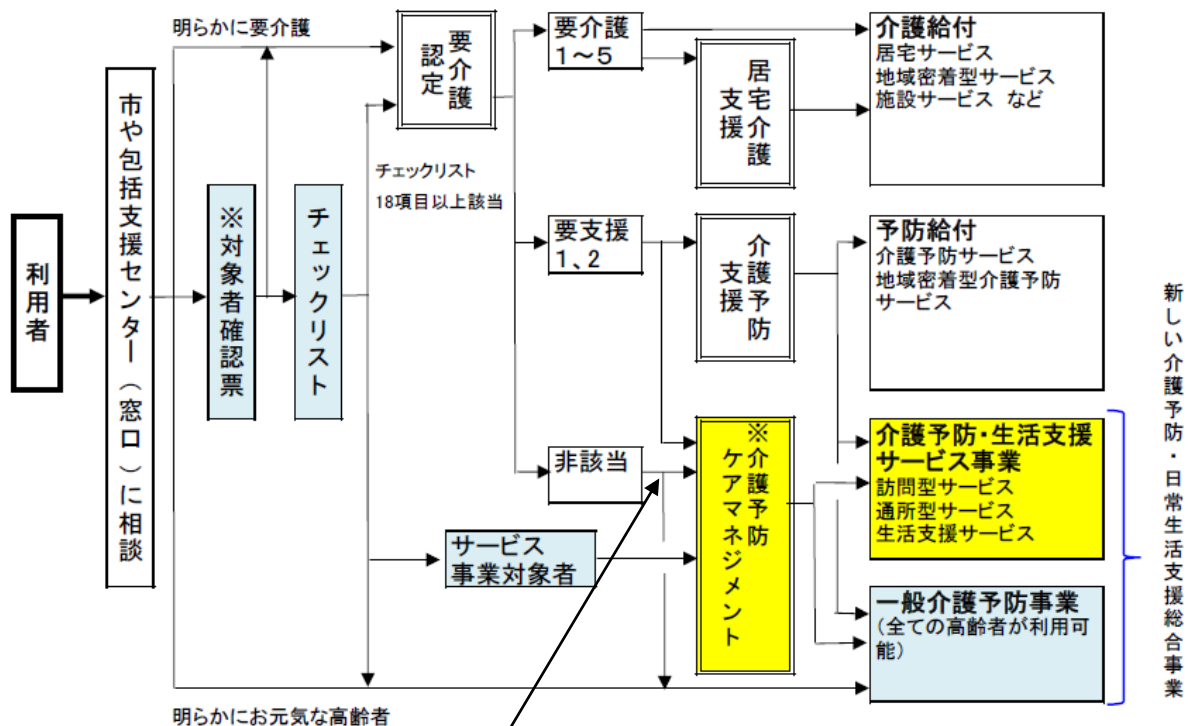 利用者
市や包括支援センター(窓口)に相談
明らかに要介護
※対象者確認票
チェックリスト
要介護
認定
チェックリスト
18項目以上該当
要介護
1~5
要支援
1、2
非該当
サービス
事業対象者
居宅介護
支援
介護予防
支援
※介護予防
ケアマネジメント
介護給付
居宅サービス
地域密着型サービス
施設サービス など
予防給付
介護予防サービス
地域密着型介護予防
サービス
介護予防・生活支援
サービス事業
訪問型サービス
通所型サービス
生活支援サービス
一般介護予防事業
(全ての高齢者が利用可
能)
新しい介護予防・日常生活支援総合事業
明らかにお元気な高齢者